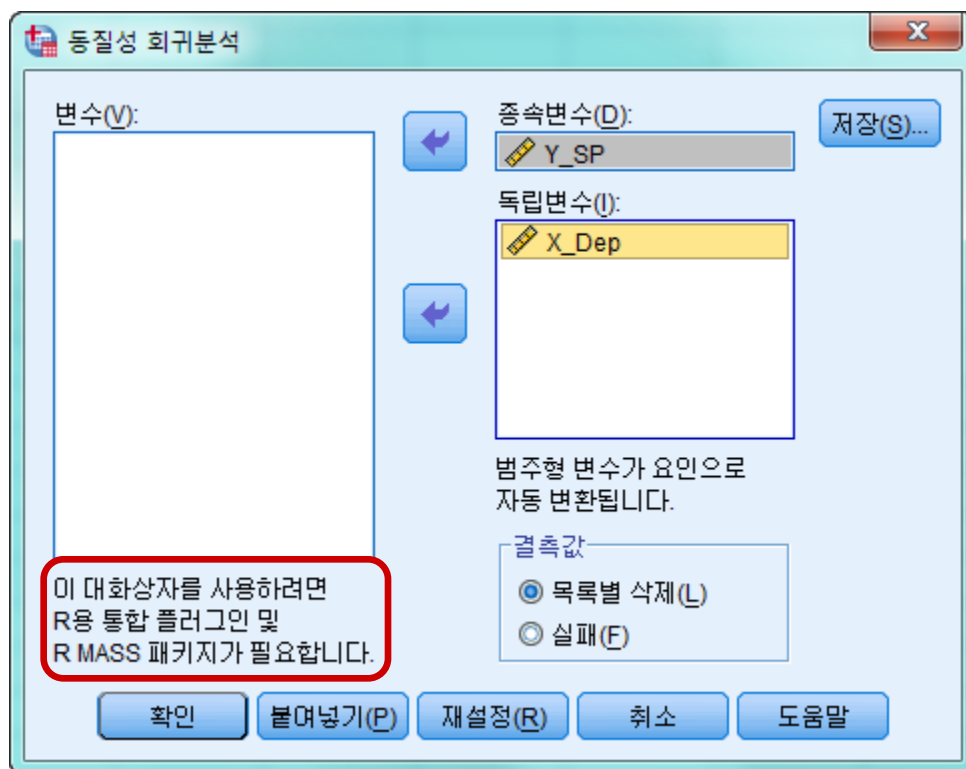 동질성 회귀분석
변수(V):
종속변수(D):
Y_SP
저장(S)...
독립변수(I):
X_Dep
범주형 변수가 요인으로
자동 변환됩니다.
결측값
목록별 삭제(L)
실패(F)
이 대화상자를 사용하려면
R용 통합 플러그인 및
R MASS 패키지가 필요합니다.
확인
붙여넣기(P)
재설정(R)
취소
도움말